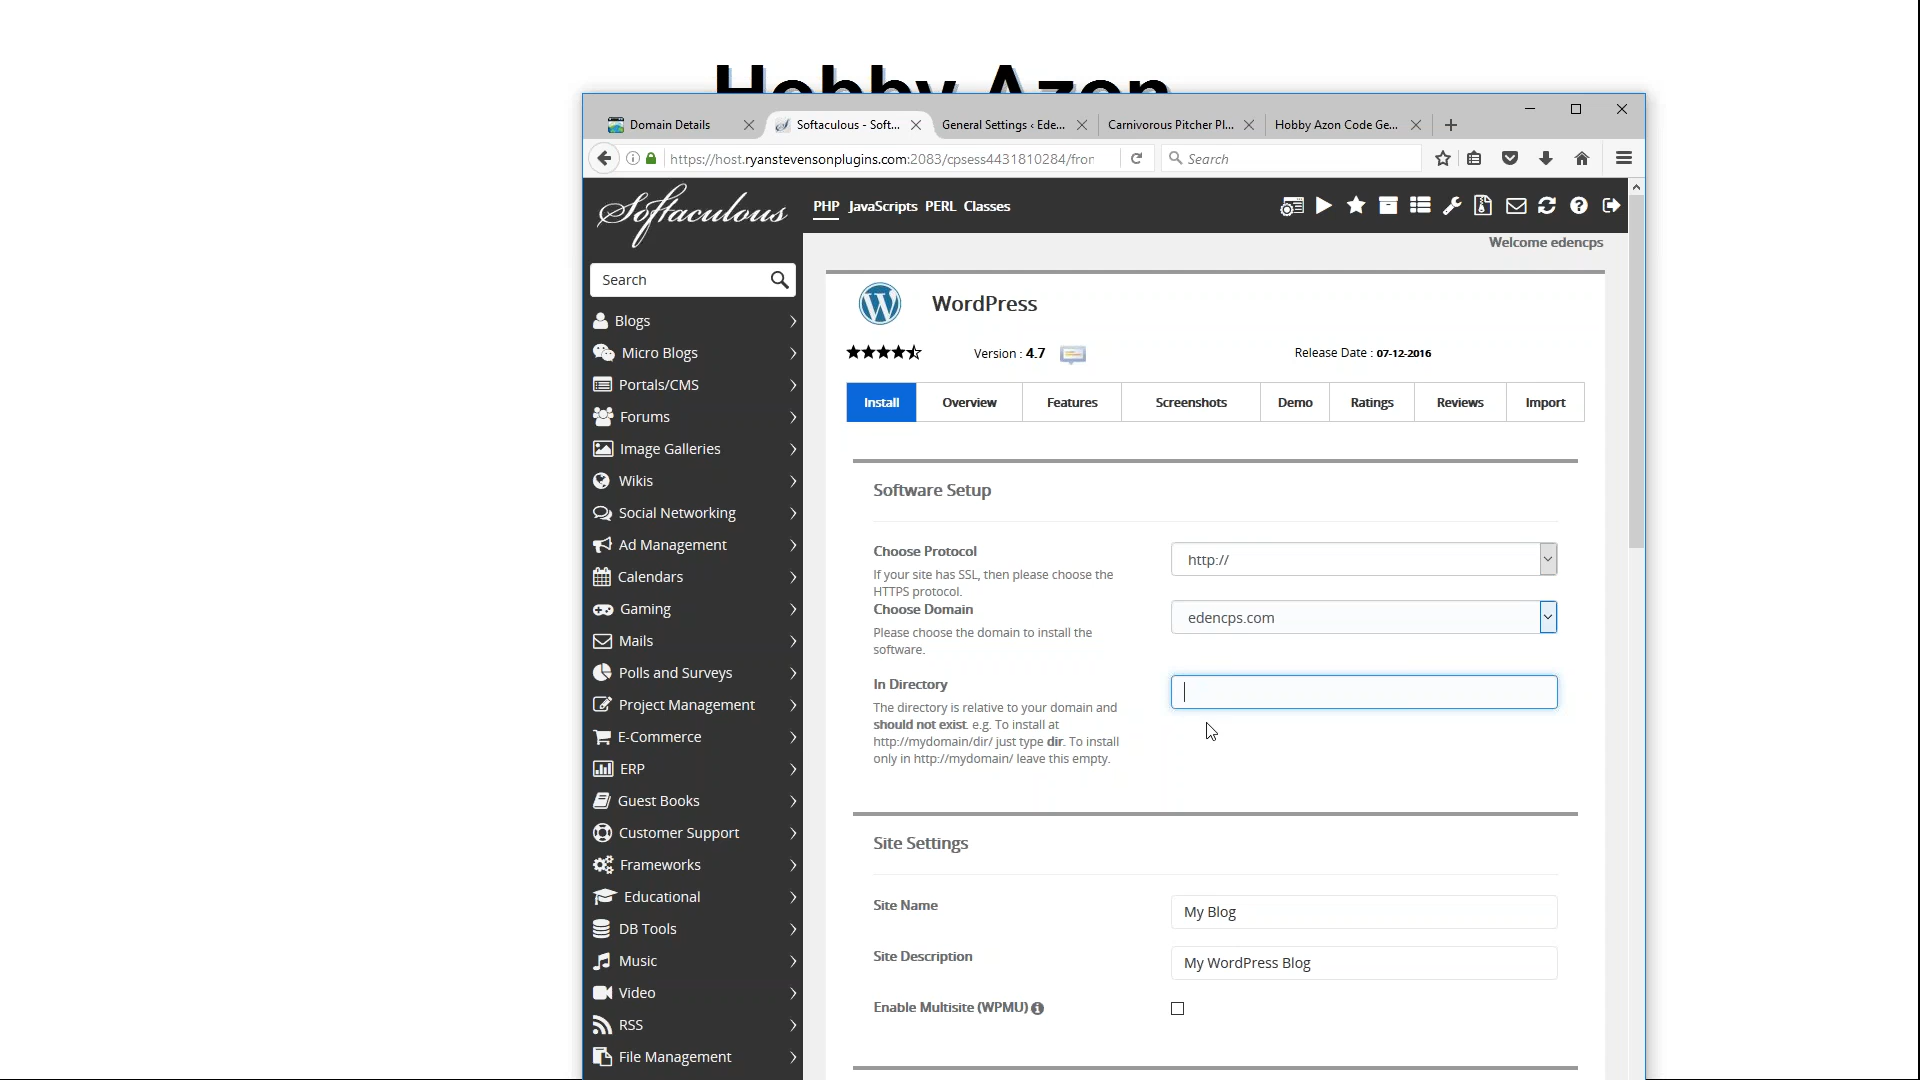 Hobby Azon
Domain Details
Softaculous - Soft...
General Settings ‹ Ede...
Carnivorous Pitcher Pl...
Hobby Azon Code Ge...
https://host.ryanstevensonplugins.com:2083/cpsess4431810284/fron
Search
Softaculous
PHP JavaScripts PERL Classes
Welcome edencps
Search
Blogs
Micro Blogs
Portals/CMS
Forums
Image Galleries
Wikis
Social Networking
Ad Management
Calendars
Gaming
Mails
Polls and Surveys
Project Management
E-Commerce
ERP
Guest Books
Customer Support
Frameworks
Educational
DB Tools
Music
Video
RSS
File Management
WordPress
Version : 4.7
Release Date : 07-12-2016
Install
Overview
Features
Screenshots
Demo
Ratings
Reviews
Import
Software Setup
Choose Protocol
If your site has SSL, then please choose the
HTTPS protocol.
http://
Choose Domain
Please choose the domain to install the
software.
edencps.com
In Directory
The directory is relative to your domain and
should not exist. e.g. To install at
http://mydomain/dir/ just type dir. To install
only in http://mydomain/ leave this empty.
Site Settings
Site Name
My Blog
Site Description
My WordPress Blog
Enable Multisite (WPMU)